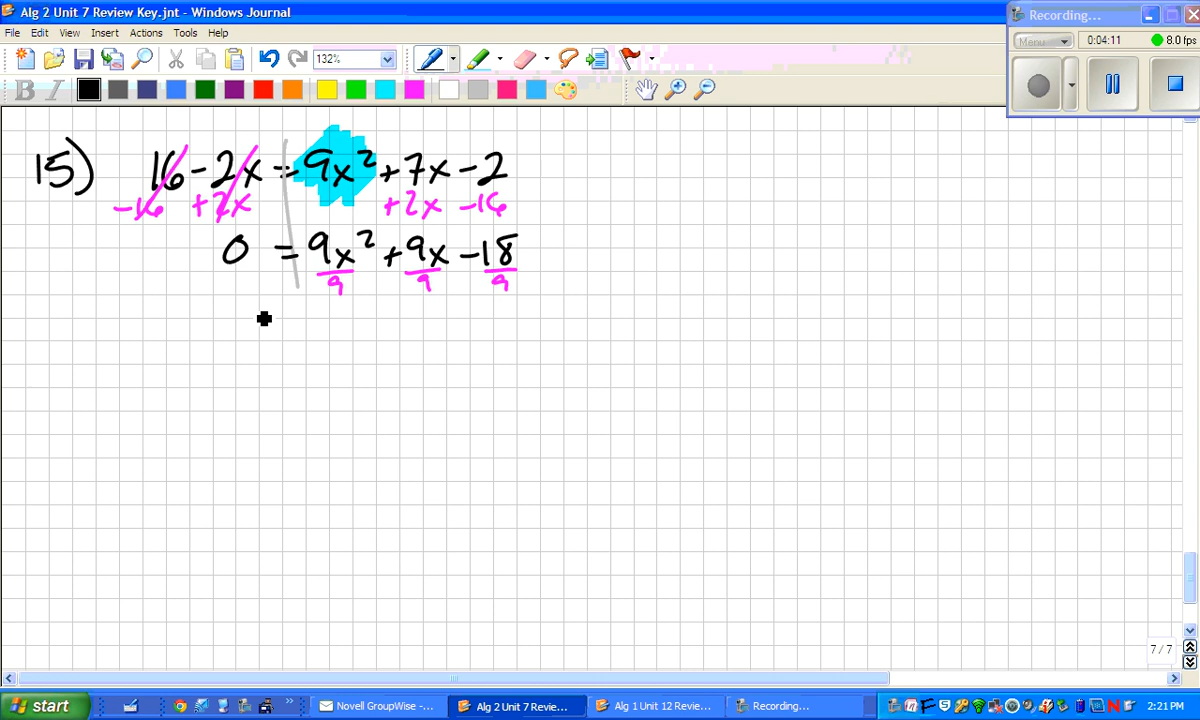 Alg 2 Unit 7 Review Key.jnt - Windows Journal
Recording...
File Edit View Insert Actions Tools Help
Menu 0:04:11 8.0 fps
132%
B I
15) 16 - 2x = 9x² + 7x - 2
-16 + 2x + 2x - 16
0 = 9x² + 9x - 18
9 9 9
7 / 7
start Novell GroupWise -... Alg 2 Unit 7 Revie... Alg 1 Unit 12 Revie... Recording... 2:21 PM